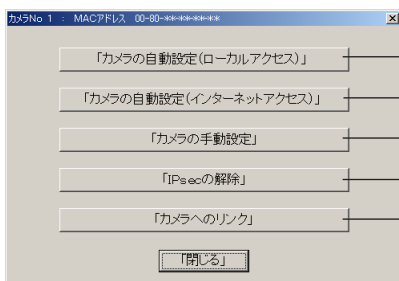 カメラNo 1 : MACアドレス 00-80-**-**-**-**
「カメラの自動設定(ローカルアクセス)」
「カメラの自動設定(インターネットアクセス)」
「カメラの手動設定」
「IPsecの解除」
「カメラへのリンク」
「閉じる」